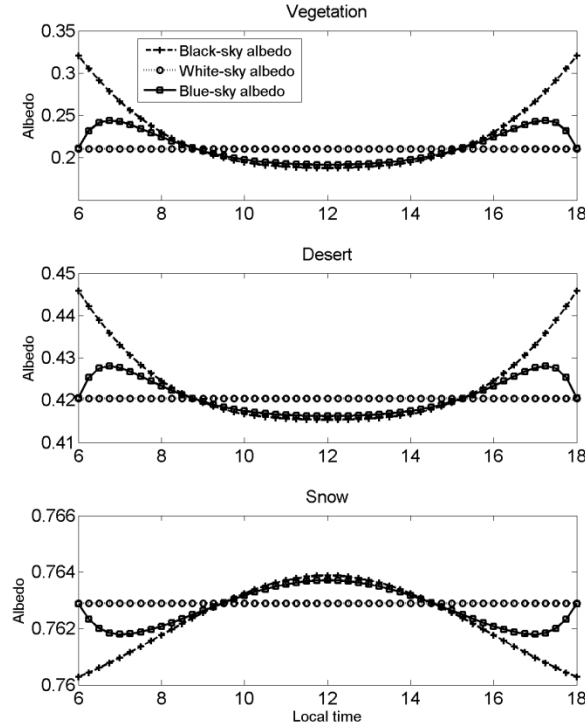 Vegetation
0.35
0.3
0.25
0.2
Albedo
Black-sky albedo
White-sky albedo
Blue-sky albedo
6 8 10 12 14 16 18
Desert
0.45
0.44
0.43
0.42
0.41
Albedo
6 8 10 12 14 16 18
Snow
0.766
0.764
0.762
0.76
Albedo
6 8 10 12 14 16 18
Local time